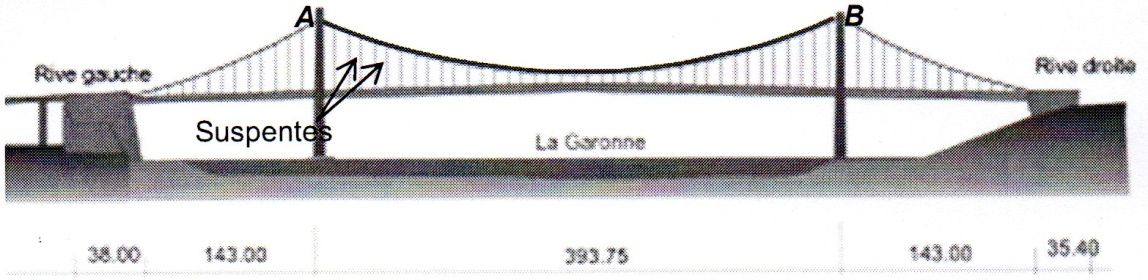 A B
Rive gauche
Rive droite
Suspentes
La Garonne
38.00 143.00 393.75 143.00 35.40